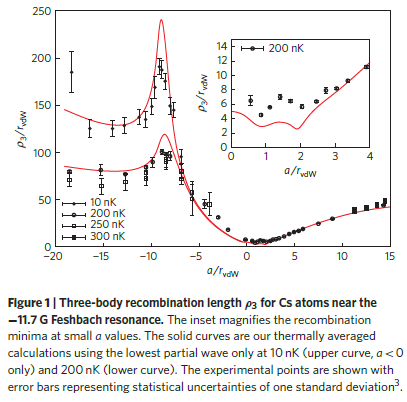 250
200
150
100
50
0
ρ3/rvdW
−20
−15
−10
−5
0
5
10
15
a/rvdW
10 nK
200 nK
250 nK
300 nK
14
12
10
8
6
4
2
0
ρ3/rvdW
0
1
2
3
4
a/rvdW
200 nK
Figure 1 | Three-body recombination length ρ3 for Cs atoms near the
−11.7 G Feshbach resonance. The inset magnifies the recombination
minima at small a values. The solid curves are our thermally averaged
calculations using the lowest partial wave only at 10 nK (upper curve, a < 0
only) and 200 nK (lower curve). The experimental points are shown with
error bars representing statistical uncertainties of one standard deviation3.